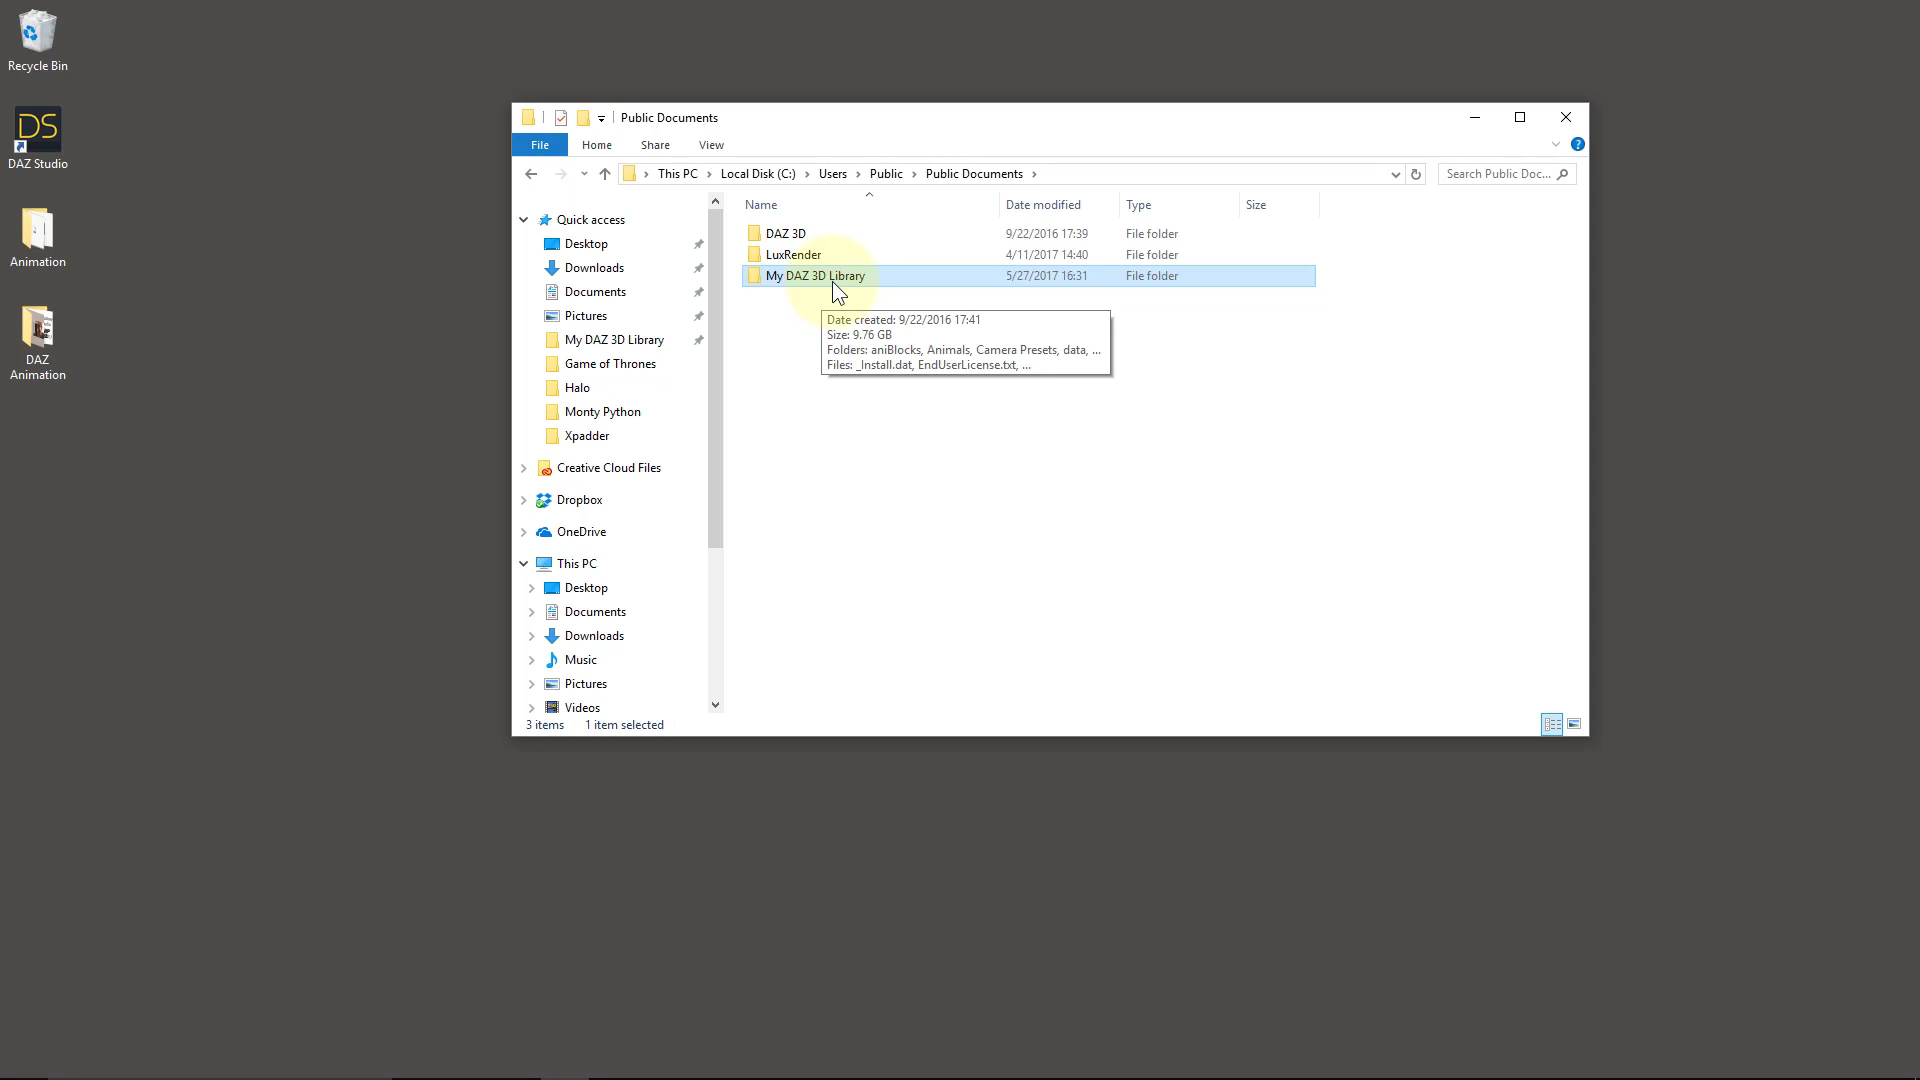 Recycle Bin
DS
DAZ Studio
Animation
DAZ
Animation
Public Documents
File Home Share View
This PC Local Disk (C:) Users Public Public Documents
Search Public Doc...
Quick access
Desktop
Downloads
Documents
Pictures
My DAZ 3D Library
Game of Thrones
Halo
Monty Python
Xpadder
Creative Cloud Files
Dropbox
OneDrive
This PC
Desktop
Documents
Downloads
Music
Pictures
Videos
Name Date modified Type Size
DAZ 3D 9/22/2016 17:39 File folder
LuxRender 4/11/2017 14:40 File folder
My DAZ 3D Library 5/27/2017 16:31 File folder
Date created: 9/22/2016 17:41
Size: 9.76 GB
Folders: aniBlocks, Animals, Camera Presets, data, ...
Files: _Install.dat, EndUserLicense.txt, ...
3 items 1 item selected